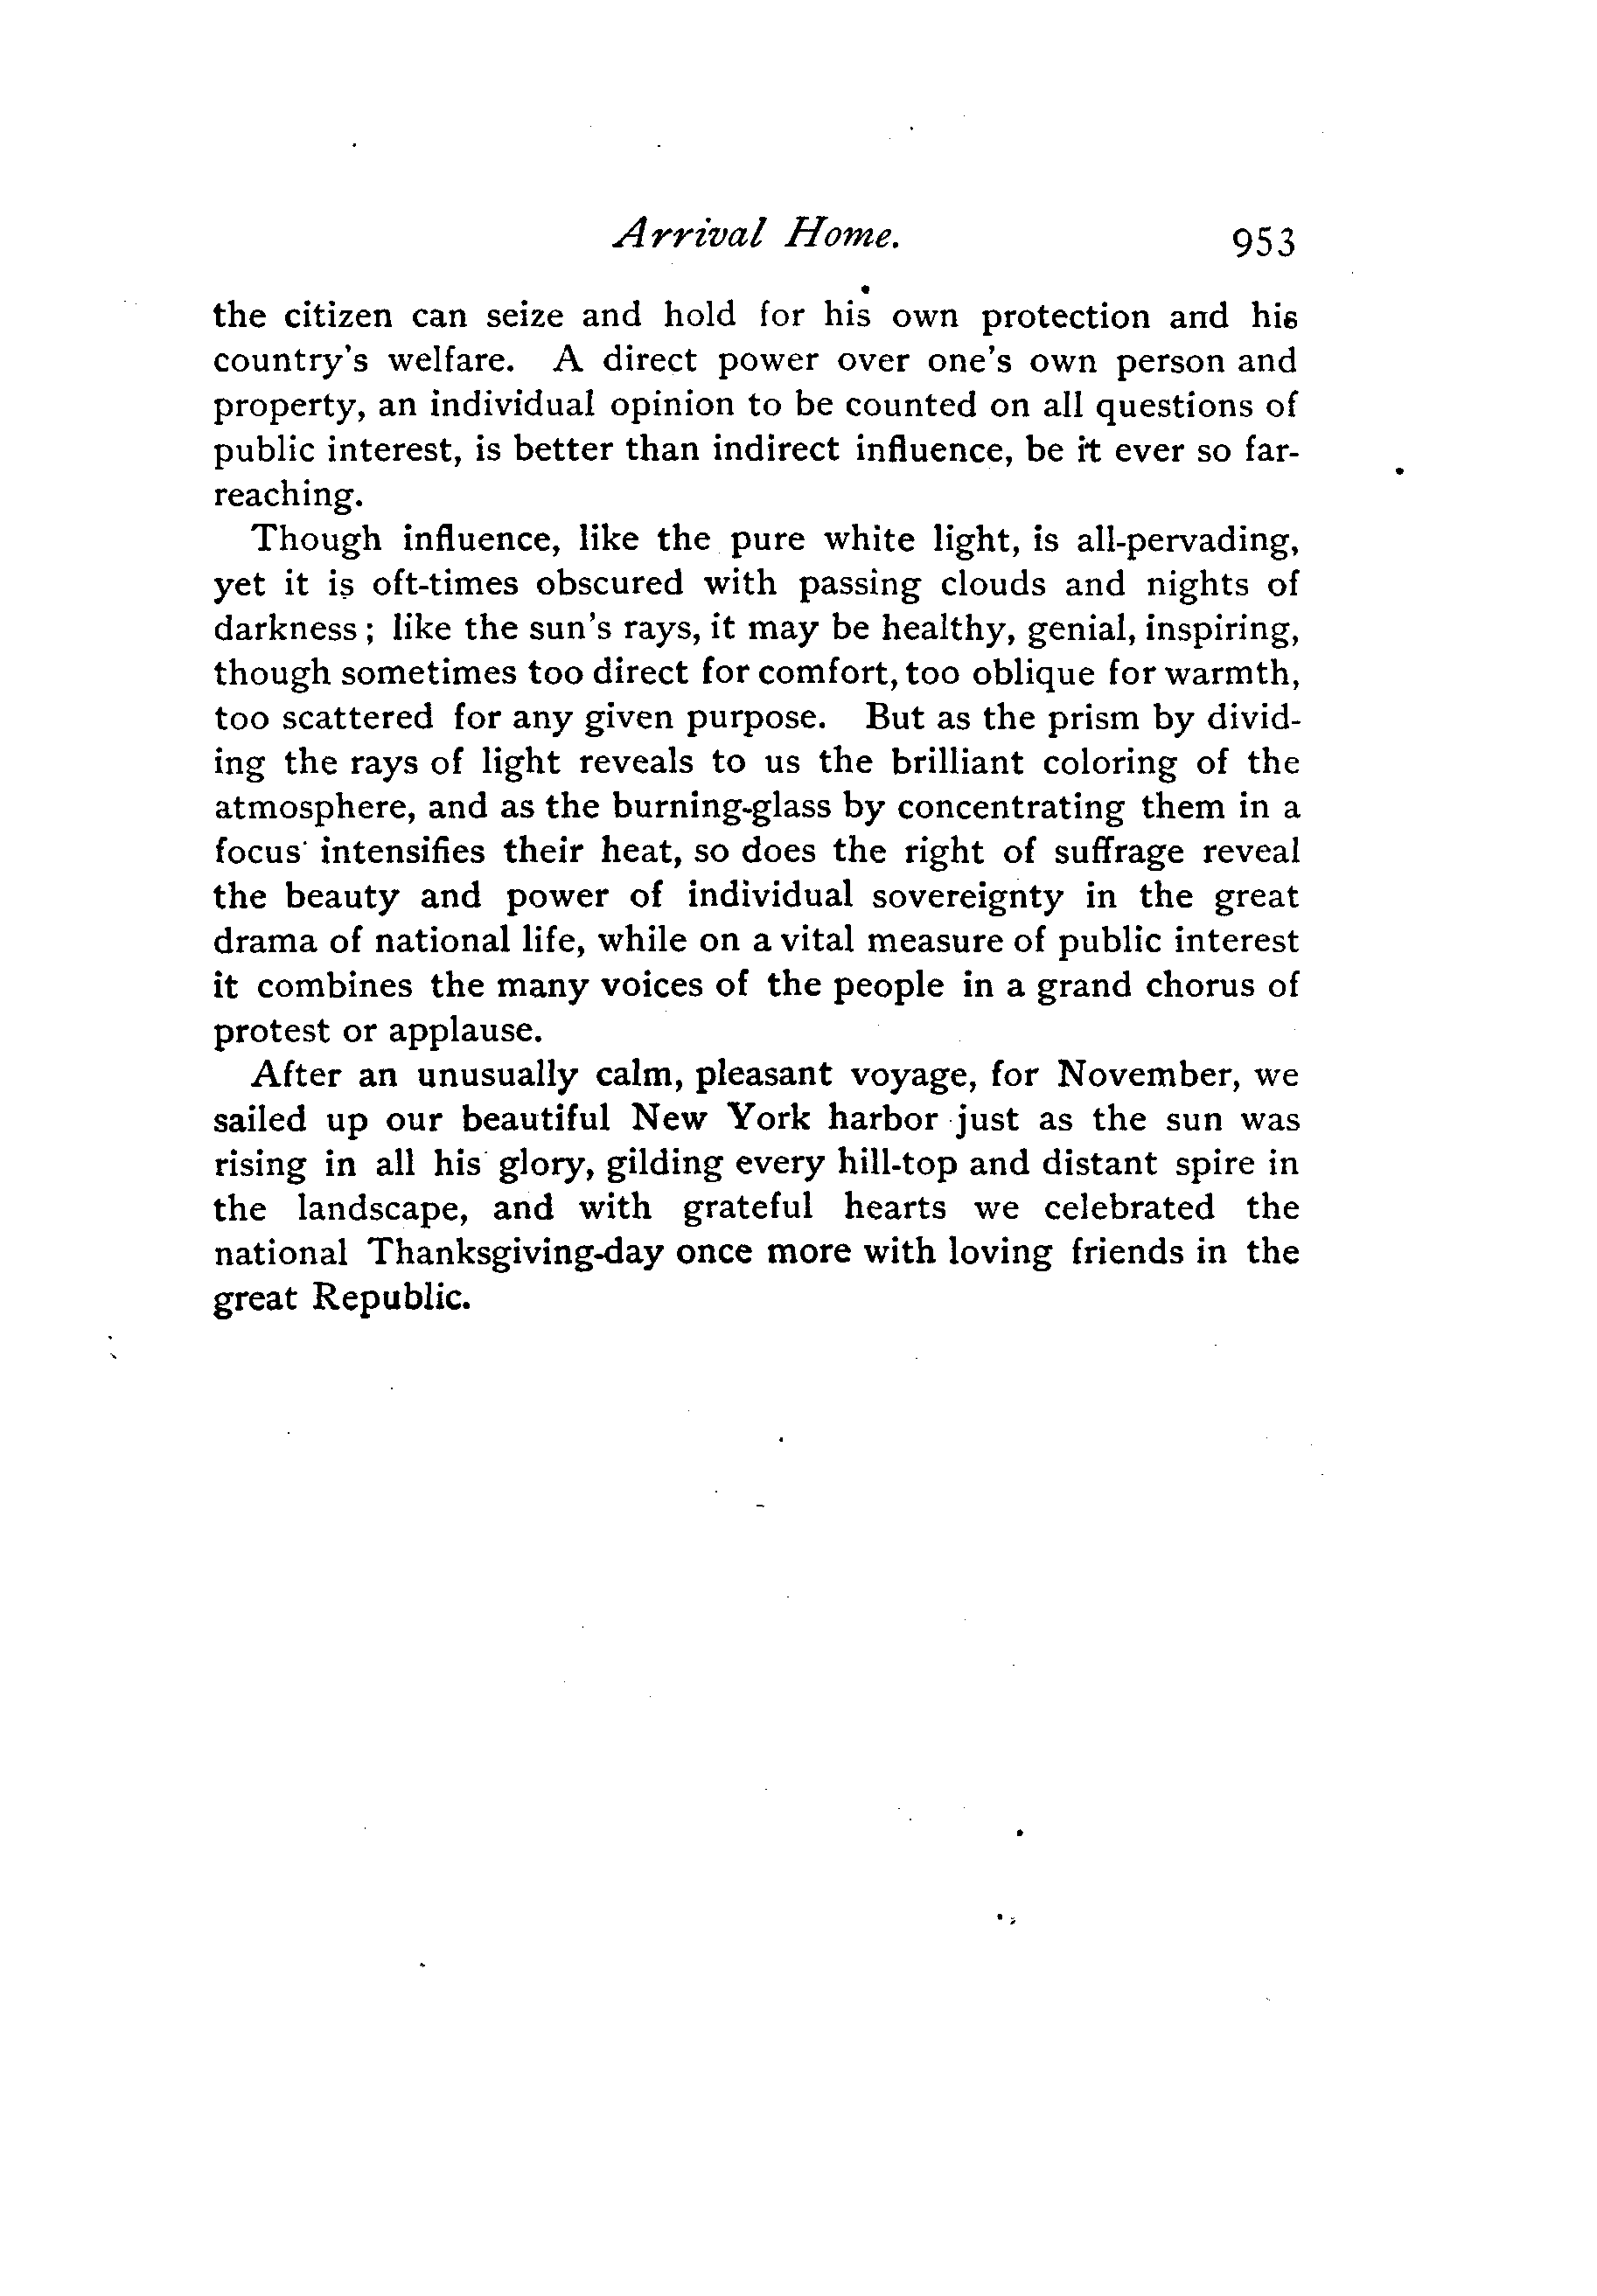 Arrival Home. 953
the citizen can seize and hold for his own protection and his
country's welfare. A direct power over one's own person and
property, an individual opinion to be counted on all questions of
public interest, is better than indirect influence, be it ever so far-
reaching.
Though influence, like the pure white light, is all-pervading,
yet it is oft-times obscured with passing clouds and nights of
darkness; like the sun's rays, it may be healthy, genial, inspiring,
though sometimes too direct for comfort, too oblique for warmth,
too scattered for any given purpose. But as the prism by divid-
ing the rays of light reveals to us the brilliant coloring of the
atmosphere, and as the burning-glass by concentrating them in a
focus intensifies their heat, so does the right of suffrage reveal
the beauty and power of individual sovereignty in the great
drama of national life, while on a vital measure of public interest
it combines the many voices of the people in a grand chorus of
protest or applause.
After an unusually calm, pleasant voyage, for November, we
sailed up our beautiful New York harbor just as the sun was
rising in all his glory, gilding every hill-top and distant spire in
the landscape, and with grateful hearts we celebrated the
national Thanksgiving-day once more with loving friends in the
great Republic.